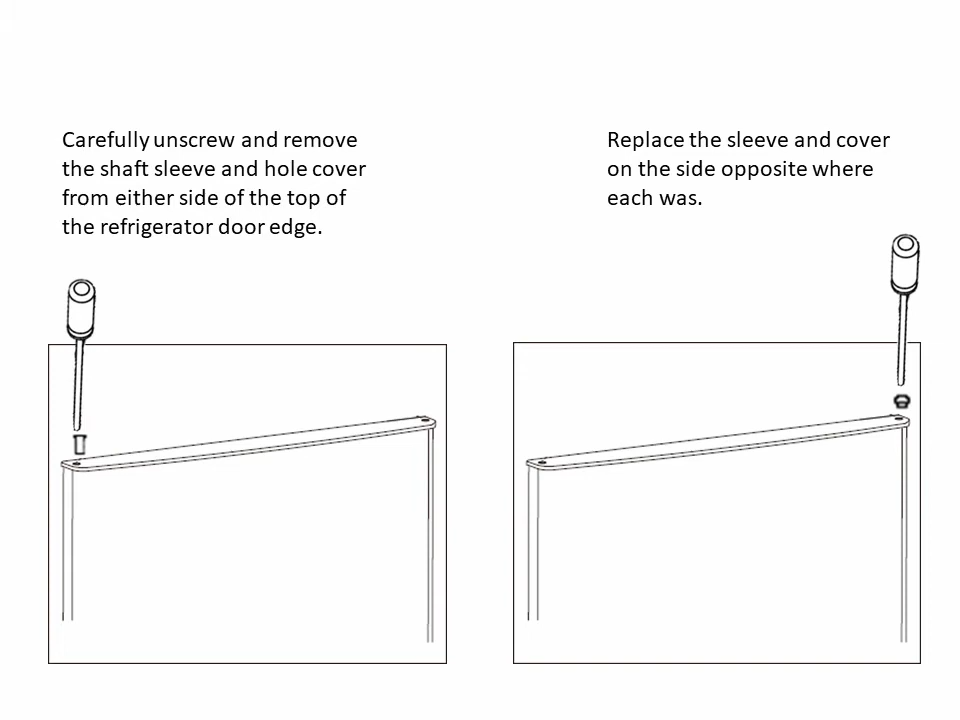 Carefully unscrew and remove
the shaft sleeve and hole cover
from either side of the top of
the refrigerator door edge.
Replace the sleeve and cover
on the side opposite where
each was.